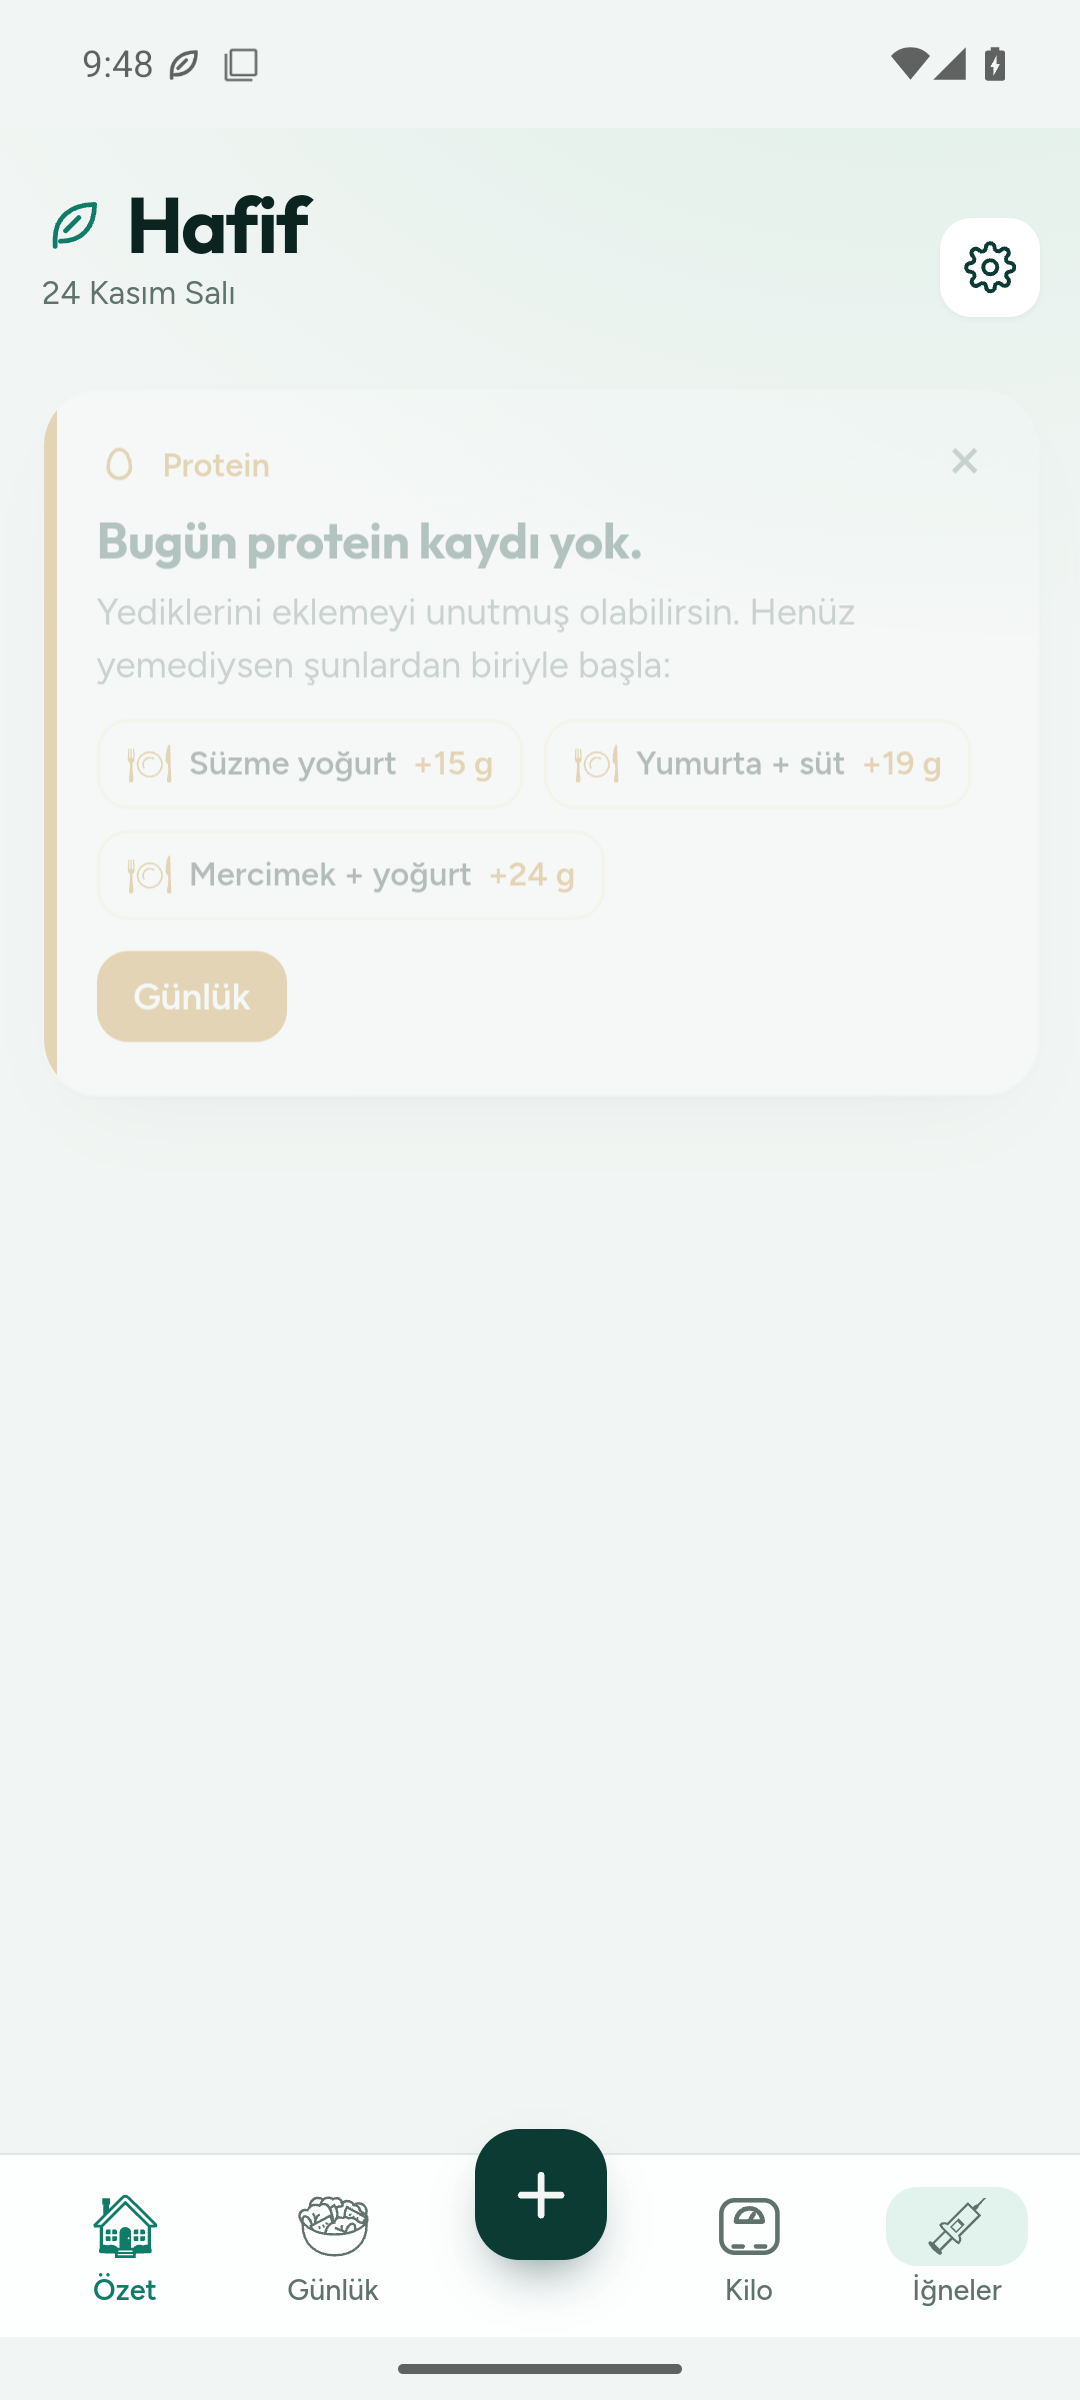 9:48
Hafif
24 Kasım Salı
Protein
Bugün protein kaydı yok.
Yediklerini eklemeyi unutmuş olabilirsin. Henüz
yemediysen şunlardan biriyle başla:
Süzme yoğurt +15 g
Yumurta + süt +19 g
Mercimek + yoğurt +24 g
Günlük
Özet
Günlük
Kilo
İğneler